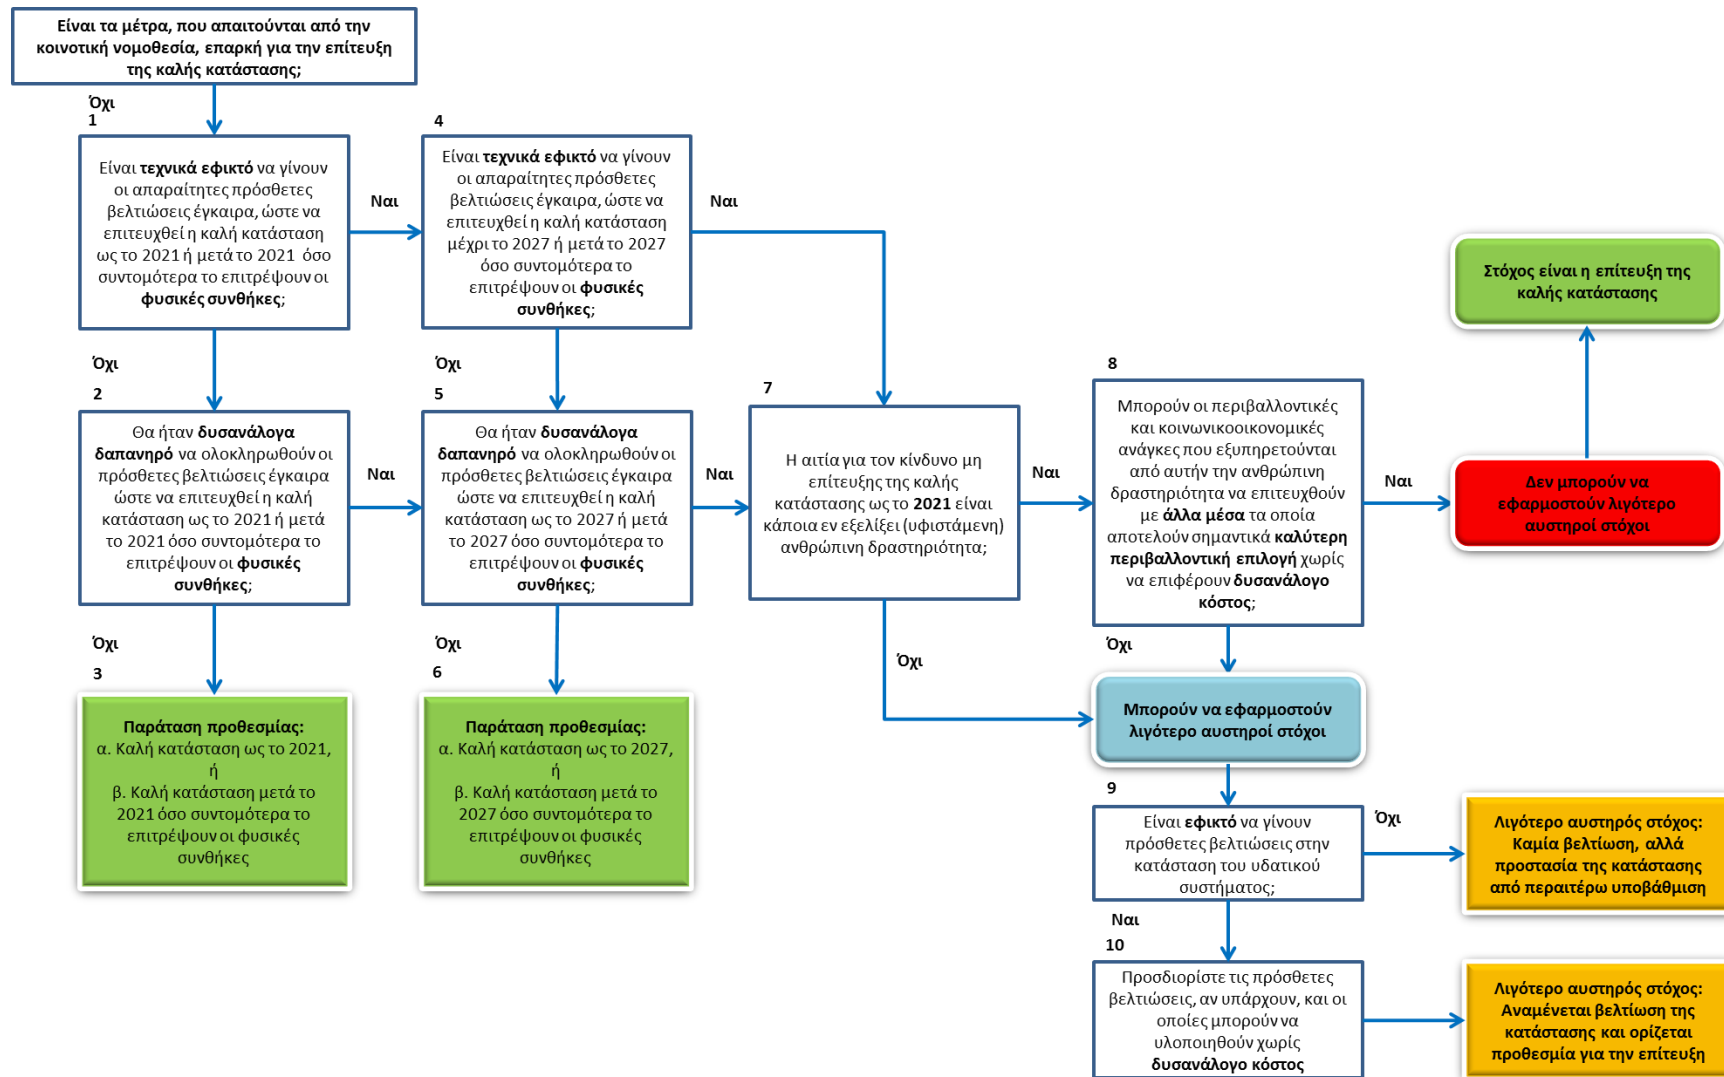 Είναι τα μέτρα, που απαιτούνται από την
κοινοτική νομοθεσία, επαρκή για την επίτευξη
της καλής κατάστασης;
Όχι
1
Είναι τεχνικά εφικτό να γίνουν
οι απαραίτητες πρόσθετες
βελτιώσεις έγκαιρα, ώστε να
επιτευχθεί η καλή κατάσταση
ως το 2021 ή μετά το 2021 όσο
συντομότερα το επιτρέψουν οι
φυσικές συνθήκες;
Ναι
Όχι
2
Θα ήταν δυσανάλογα
δαπανηρό να ολοκληρωθούν οι
πρόσθετες βελτιώσεις έγκαιρα
ώστε να επιτευχθεί η καλή
κατάσταση ως το 2021 ή μετά
το 2021 όσο συντομότερα το
επιτρέψουν οι φυσικές
συνθήκες;
Ναι
Όχι
3
Παράταση προθεσμίας:
α. Καλή κατάσταση ως το 2021,
ή
β. Καλή κατάσταση μετά το
2021 όσο συντομότερα το
επιτρέψουν οι φυσικές
συνθήκες
4
Είναι τεχνικά εφικτό να γίνουν
οι απαραίτητες πρόσθετες
βελτιώσεις έγκαιρα, ώστε να
επιτευχθεί η καλή κατάσταση
μέχρι το 2027 ή μετά το 2027
όσο συντομότερα το
επιτρέψουν οι φυσικές
συνθήκες;
Ναι
Όχι
5
Θα ήταν δυσανάλογα
δαπανηρό να ολοκληρωθούν οι
πρόσθετες βελτιώσεις έγκαιρα
ώστε να επιτευχθεί η καλή
κατάσταση ως το 2027 ή μετά
το 2027 όσο συντομότερα το
επιτρέψουν οι φυσικές
συνθήκες;
Ναι
Όχι
6
Παράταση προθεσμίας:
α. Καλή κατάσταση ως το 2027,
ή
β. Καλή κατάσταση μετά το
2027 όσο συντομότερα το
επιτρέψουν οι φυσικές
συνθήκες
7
Η αιτία για τον κίνδυνο μη
επίτευξης της καλής
κατάστασης ως το 2021 είναι
κάποια εν εξελίξει (υφιστάμενη)
ανθρώπινη δραστηριότητα;
Ναι
Όχι
8
Μπορούν οι περιβαλλοντικές
και κοινωνικοοικονομικές
ανάγκες που εξυπηρετούνται
από αυτήν την ανθρώπινη
δραστηριότητα να επιτευχθούν
με άλλα μέσα τα οποία
αποτελούν σημαντικά καλύτερη
περιβαλλοντική επιλογή χωρίς
να επιφέρουν δυσανάλογο
κόστος;
Ναι
Όχι
Στόχος είναι η επίτευξη της
καλής κατάστασης
Δεν μπορούν να
εφαρμοστούν λιγότερο
αυστηροί στόχοι
Μπορούν να εφαρμοστούν
λιγότερο αυστηροί στόχοι
9
Είναι εφικτό να γίνουν
πρόσθετες βελτιώσεις στην
κατάσταση του υδατικού
συστήματος;
Όχι
Λιγότερο αυστηρός στόχος:
Καμία βελτίωση, αλλά
προστασία της κατάστασης
από περαιτέρω υποβάθμιση
Ναι
10
Προσδιορίστε τις πρόσθετες
βελτιώσεις, αν υπάρχουν, και οι
οποίες μπορούν να
υλοποιηθούν χωρίς
δυσανάλογο κόστος
Λιγότερο αυστηρός στόχος:
Αναμένεται βελτίωση της
κατάστασης και ορίζεται
προθεσμία για την επίτευξη